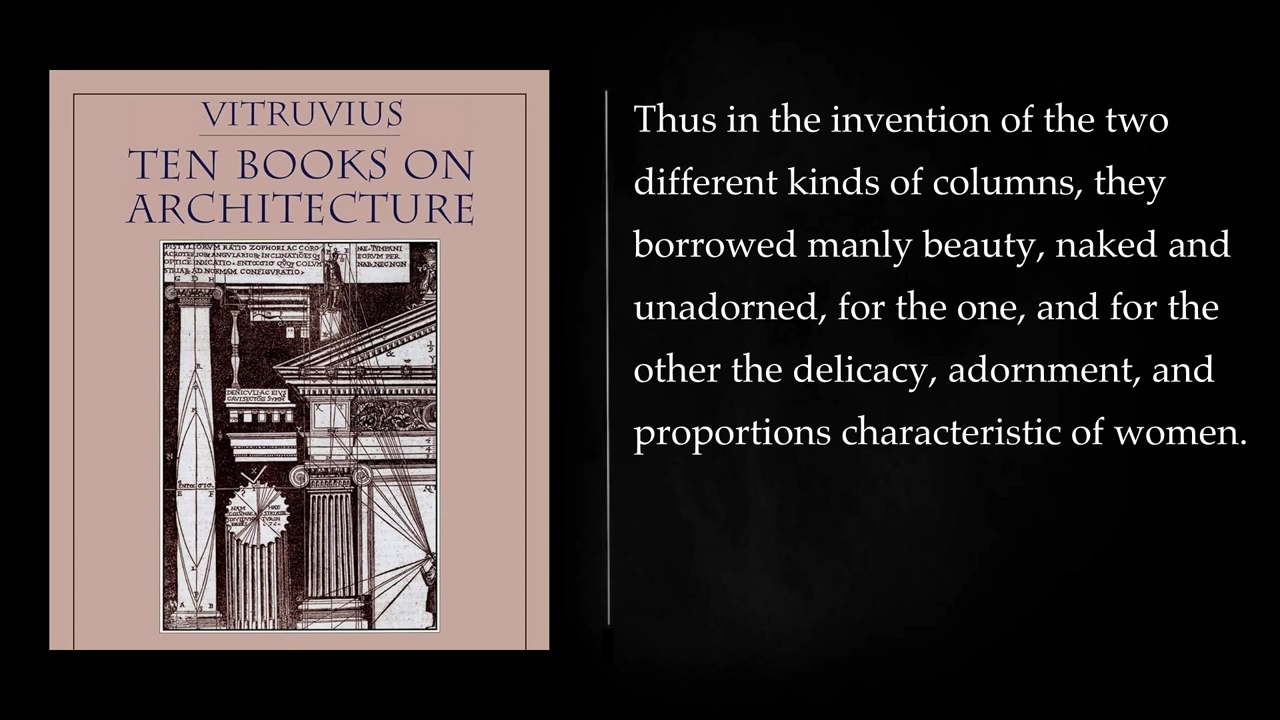 VITRUVIUS
TEN BOOKS ON
ARCHITECTURE
Thus in the invention of the two
different kinds of columns, they
borrowed manly beauty, naked and
unadorned, for the one, and for the
other the delicacy, adornment, and
proportions characteristic of women.